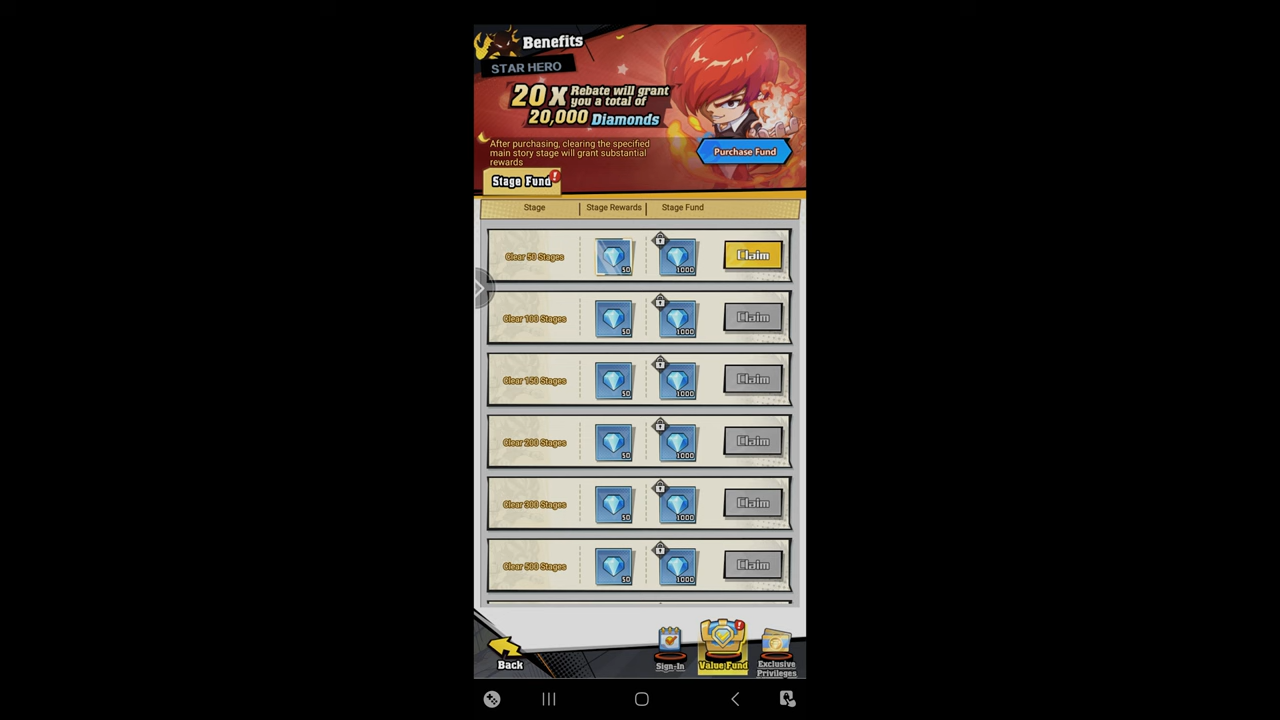 Benefits
STAR HERO
20X Rebate will grant
you a total of
20,000 Diamonds
After purchasing, clearing the specified
main story stage will grant substantial
rewards
Purchase Fund
Stage Fund
Stage Stage Rewards Stage Fund
Clear 50 Stages 50 1000 Claim
Clear 100 Stages 50 1000 Claim
Clear 150 Stages 50 1000 Claim
Clear 200 Stages 50 1000 Claim
Clear 300 Stages 50 1000 Claim
Clear 500 Stages 50 1000 Claim
Back
Sign-In
Value Fund
Exclusive
Privileges